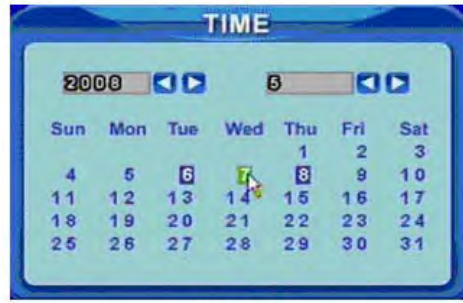 TIME
2008 5
Sun Mon Tue Wed Thu Fri Sat
1 2 3
4 5 6 7 8 9 10
11 12 13 14 15 16 17
18 19 20 21 22 23 24
25 26 27 28 29 30 31